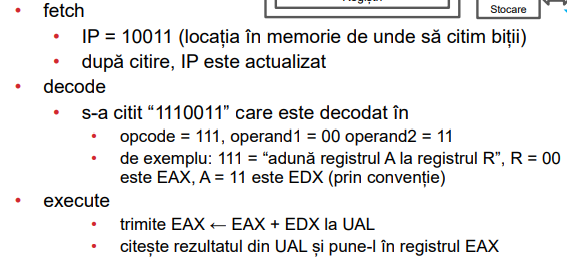 Stocare
• fetch
• IP = 10011 (locația în memorie de unde să citim biții)
• după citire, IP este actualizat
• decode
• s-a citit “1110011” care este decodat în
• opcode = 111, operand1 = 00 operand2 = 11
• de exemplu: 111 = “adună registrul A la registrul R”, R = 00
este EAX, A = 11 este EDX (prin convenție)
• execute
• trimite EAX ← EAX + EDX la UAL
• citește rezultatul din UAL și pune-l în registrul EAX